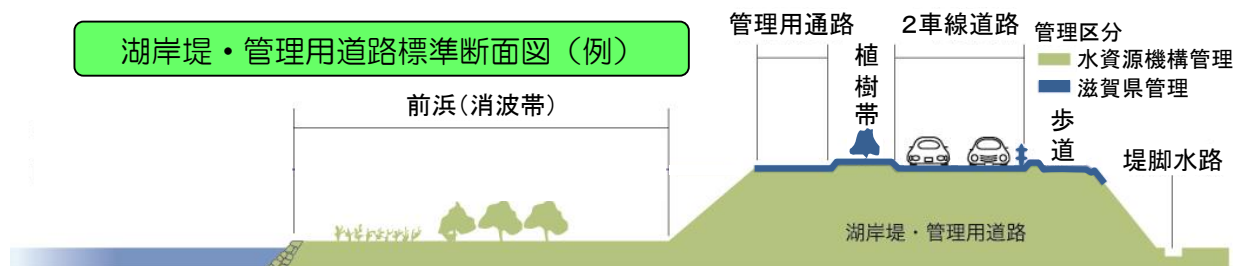 湖岸堤・管理用道路標準断面図（例）
管理用通路
2車線道路
管理区分
水資源機構管理
滋賀県管理
植樹帯
前浜(消波帯)
歩道
堤脚水路
湖岸堤・管理用道路